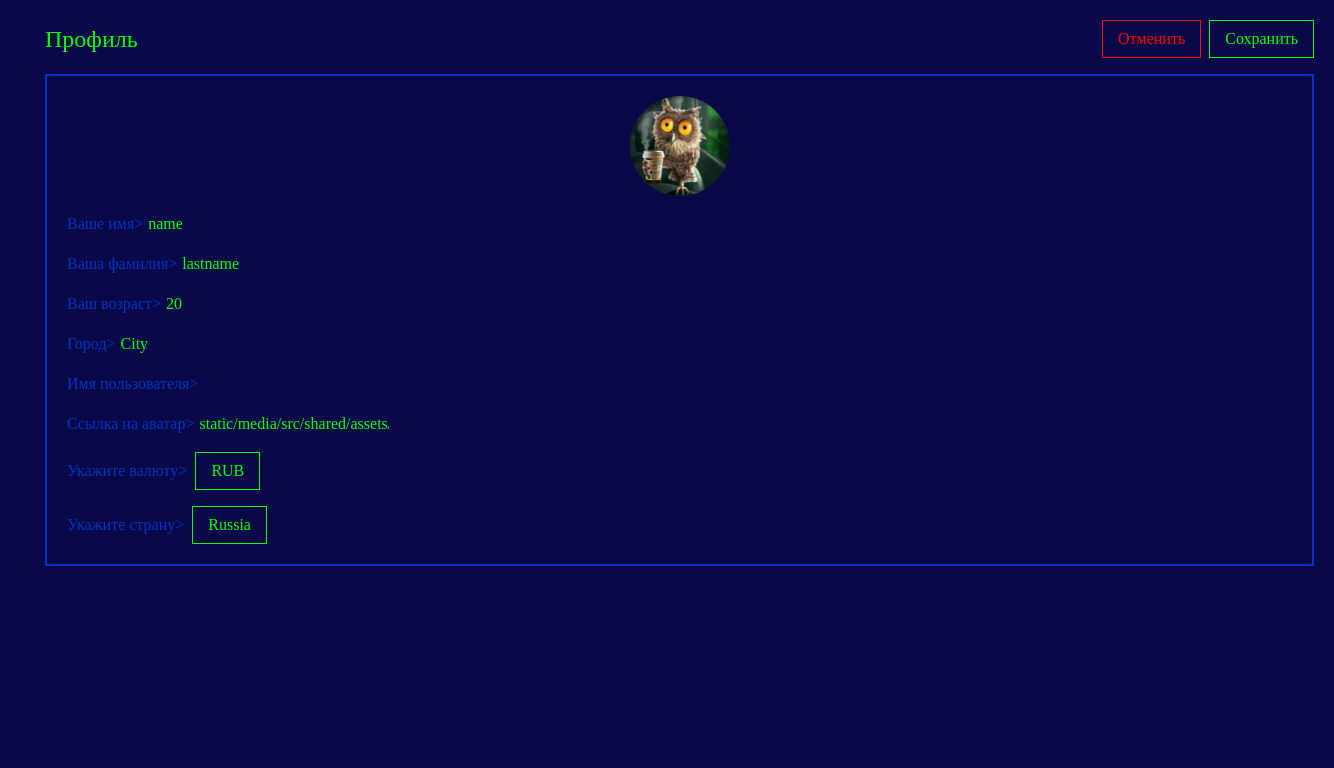 Профиль
Отменить
Сохранить
Ваше имя> name
Ваша фамилия> lastname
Ваш возраст> 20
Город> City
Имя пользователя>
Ссылка на аватар> static/media/src/shared/assets
Укажите валюту> RUB
Укажите страну> Russia